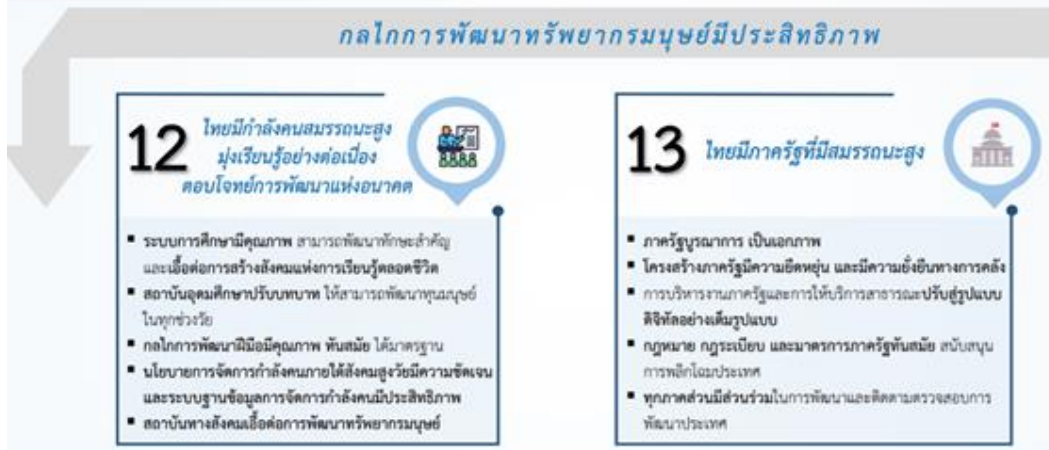 กลไกการพัฒนาทรัพยากรมนุษย์มีประสิทธิภาพ
12
ไทยมีกำลังคนสมรรถนะสูง
มุ่งเรียนรู้อย่างต่อเนื่อง
ตอบโจทย์การพัฒนาแห่งอนาคต
▪ ระบบการศึกษามีคุณภาพ สามารถพัฒนาทักษะสำคัญ
และเอื้อต่อการสร้างสังคมแห่งการเรียนรู้ตลอดชีวิต
▪ สถาบันอุดมศึกษาปรับบทบาท ให้สามารถพัฒนาทุนมนุษย์
ในทุกช่วงวัย
▪ กลไกการพัฒนาฝีมือมีคุณภาพ ทันสมัย ได้มาตรฐาน
▪ นโยบายการจัดการกำลังคนภายใต้สังคมสูงวัยมีความชัดเจน
และระบบฐานข้อมูลการจัดการกำลังคนมีประสิทธิภาพ
▪ สถาบันทางสังคมเอื้อต่อการพัฒนาทรัพยากรมนุษย์
13
ไทยมีภาครัฐที่มีสมรรถนะสูง
▪ ภาครัฐบูรณาการ เป็นเอกภาพ
▪ โครงสร้างภาครัฐมีความยืดหยุ่น และมีความยั่งยืนทางการคลัง
▪ การบริหารงานภาครัฐและการให้บริการสาธารณะปรับสู่รูปแบบ
ดิจิทัลอย่างเต็มรูปแบบ
▪ กฎหมาย กฎระเบียบ และมาตรการภาครัฐทันสมัย สนับสนุน
การพลิกโฉมประเทศ
▪ ทุกภาคส่วนมีส่วนร่วมในการพัฒนาและติดตามตรวจสอบการ
พัฒนาประเทศ